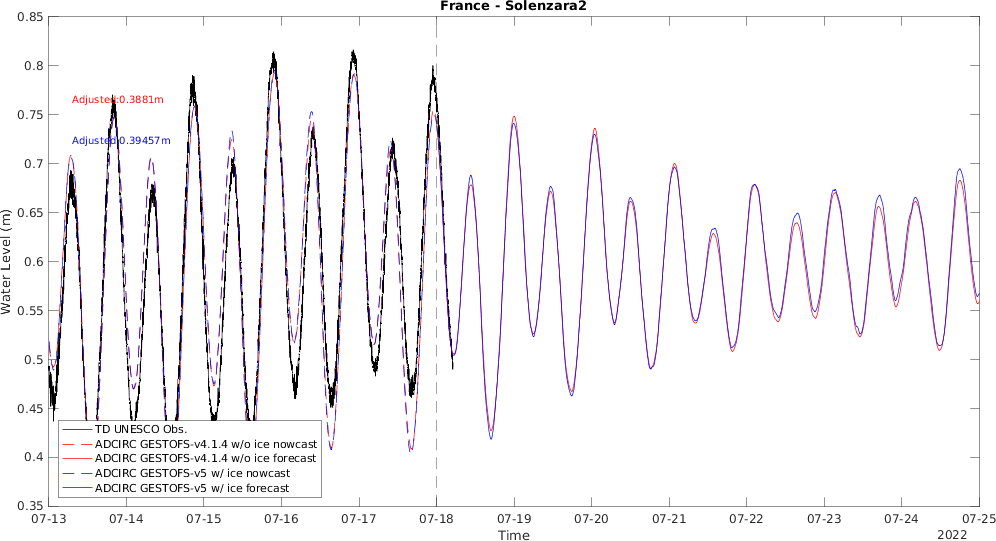 France - Solenzara2
0.85
0.8
0.75
0.7
0.65
0.6
0.55
0.5
0.45
0.4
0.35
Water Level (m)
Adjusted:0.3881m
Adjusted:0.39457m
TD UNESCO Obs.
ADCIRC GESTOFS-v4.1.4 w/o ice nowcast
ADCIRC GESTOFS-v4.1.4 w/o ice forecast
ADCIRC GESTOFS-v5 w/ ice nowcast
ADCIRC GESTOFS-v5 w/ ice forecast
07-13 07-14 07-15 07-16 07-17 07-18 07-19 07-20 07-21 07-22 07-23 07-24 07-25
Time
2022